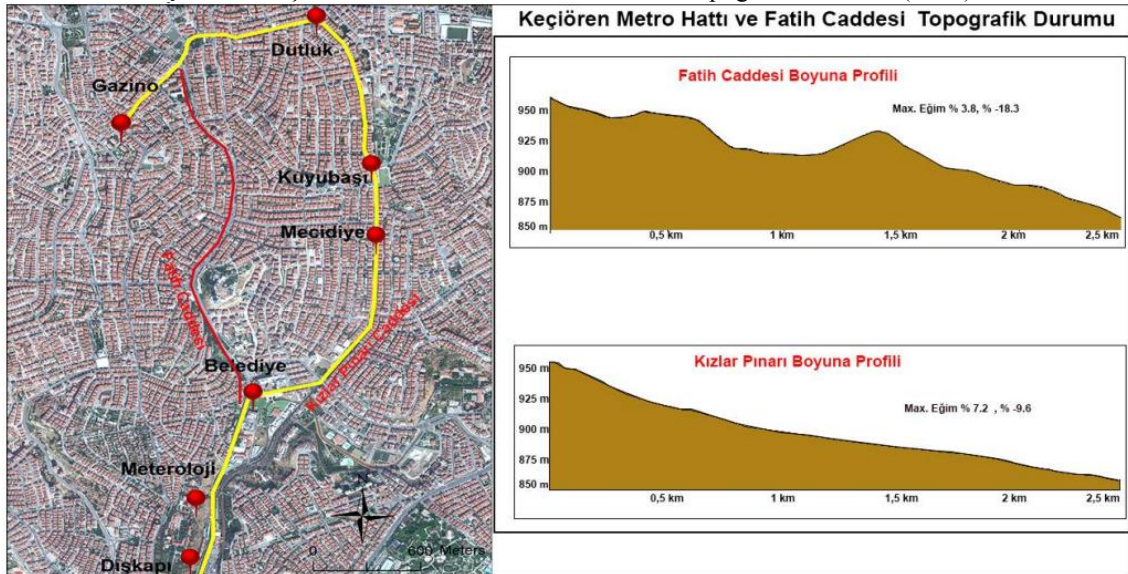 Keçiören Metro Hattı ve Fatih Caddesi Topografik Durumu
Dutluk
Gazino
Kuyubaşı
Mecidiye
Fatih Caddesi
Kızlar Pınarı Caddesi
Belediye
Meteroloji
Dışkapı
N
0 600 Meters
Fatih Caddesi Boyuna Profili
Max. Eğim % 3.8, % -18.3
950 m
925 m
900 m
875 m
850 m
0,5 km 1 km 1,5 km 2 km 2,5 km
Kızlar Pınarı Boyuna Profili
Max. Eğim % 7.2 , % -9.6
950 m
925 m
900 m
875 m
850 m
0,5 km 1 km 1,5 km 2 km 2,5 km